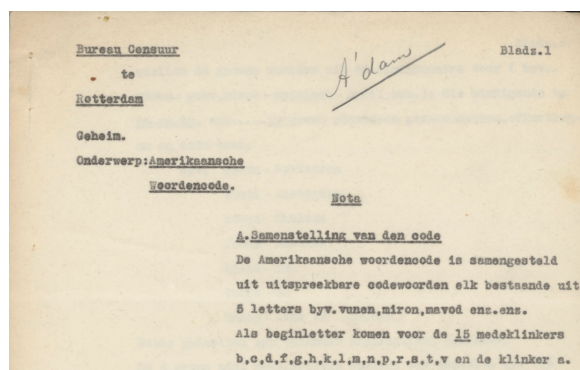 Bureau Censuur
te
Rotterdam
A'dam
Blads.1
Geheim.
Onderwerp:Amerikaansche
Woordencode.
Nota
A.Samenstelling van den code
De Amerikaansche woordencode is samengesteld
uit uitspreekbare codewoorden elk bestaande uit
5 letters byv.vunen,miron,mavod enz.ens.
Als beginletter komen voor de 15 medeklinkers
b,c,d,f,g,h,k,l,m,n,p,r,s,t,v en de klinker a.